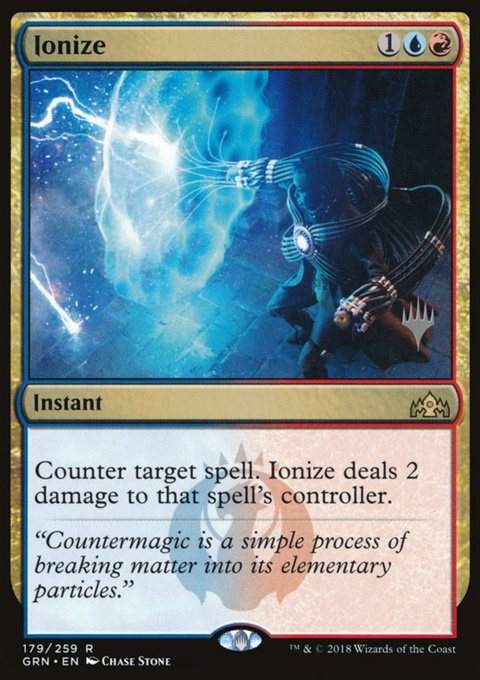 Ionize
1
Instant
Counter target spell. Ionize deals 2
damage to that spell's controller.
"Countermagic is a simple process of
breaking matter into its elementary
particles."
179/259 R
GRN • EN Chase Stone
™ & © 2018 Wizards of the Coast